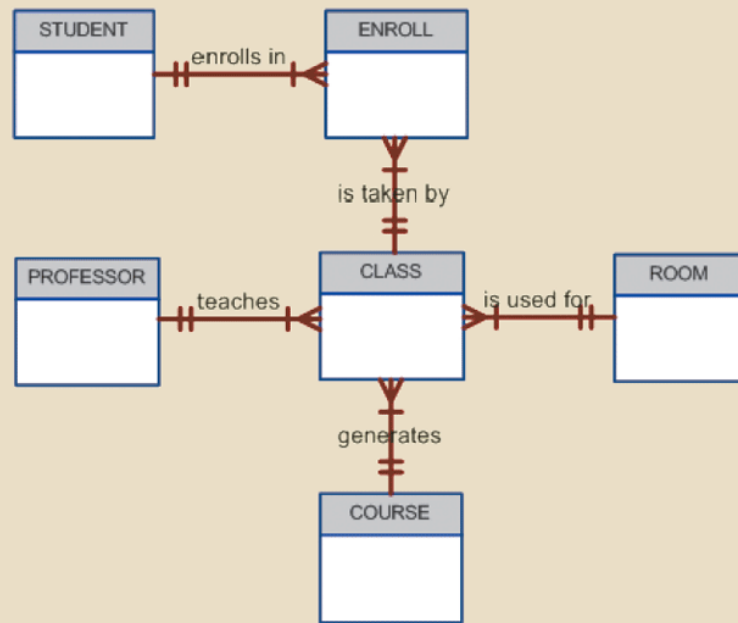 STUDENT
enrolls in
ENROLL
is taken by
PROFESSOR
teaches
CLASS
is used for
ROOM
generates
COURSE